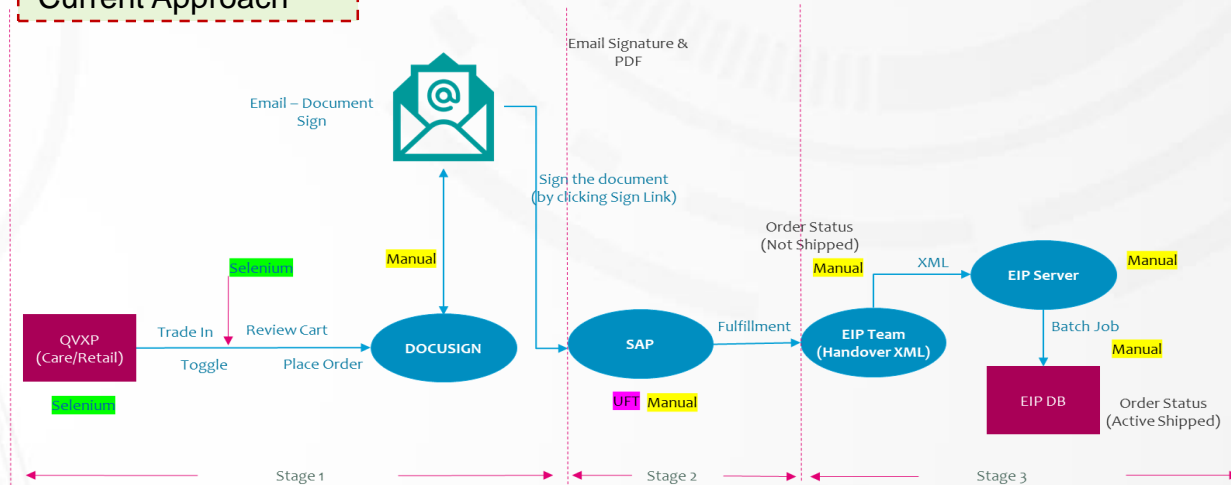 Current Approach
Email Signature &
PDF
@
Email – Document
Sign
Sign the document
(by clicking Sign Link)
Manual
Selenium
QVXP
(Care/Retail)
Trade In
Review Cart
Toggle
Place Order
Selenium
DOCUSIGN
SAP
UFT
Manual
Fulfillment
Order Status
(Not Shipped)
Manual
XML
EIP Team
(Handover XML)
EIP Server
Manual
Batch Job
Manual
EIP DB
Order Status
(Active Shipped)
Stage 1
Stage 2
Stage 3